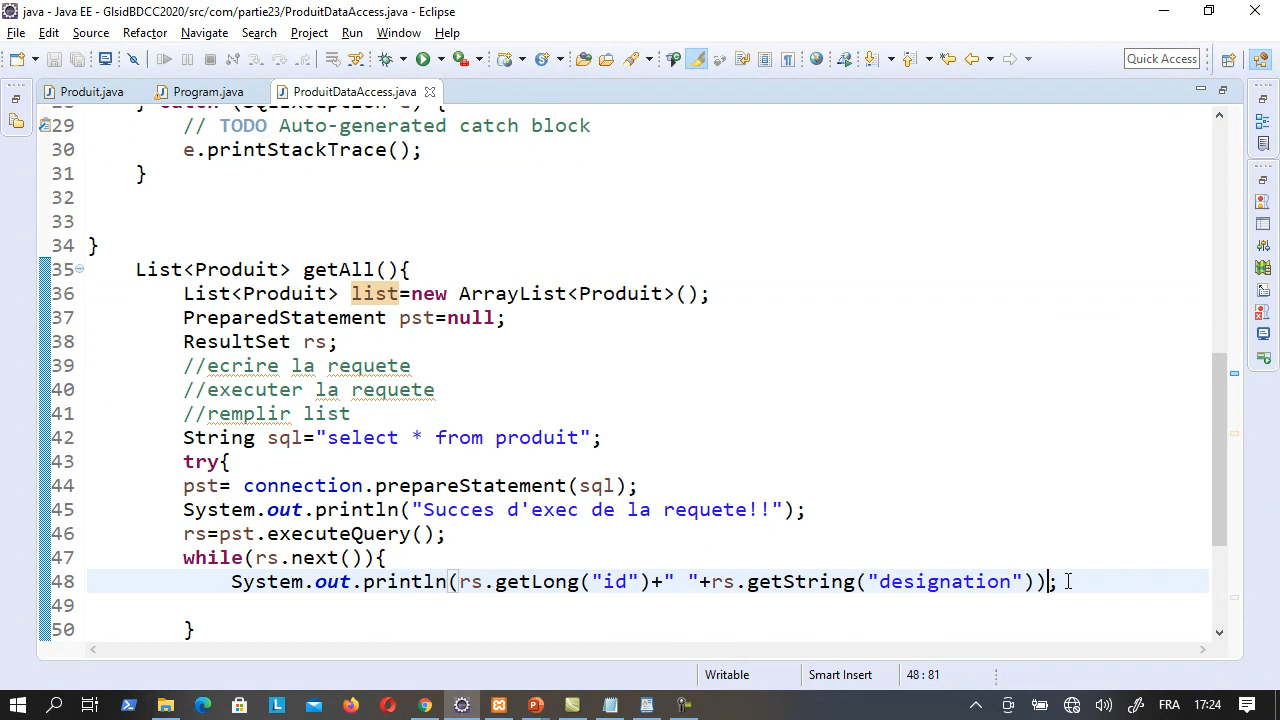 java - Java EE - GlsidBDCC2020/src/com/partie23/ProduitDataAccess.java - Eclipse
File Edit Source Refactor Navigate Search Project Run Window Help
Quick Access
Produit.java Program.java ProduitDataAccess.java
28 } catch (SQLException e) {
29 // TODO Auto-generated catch block
30 e.printStackTrace();
31 }
32
33
34 }
35 List<Produit> getAll(){
36 List<Produit> list=new ArrayList<Produit>();
37 PreparedStatement pst=null;
38 ResultSet rs;
39 //ecrire la requete
40 //executer la requete
41 //remplir list
42 String sql="select * from produit";
43 try{
44 pst= connection.prepareStatement(sql);
45 System.out.println("Succes d'exec de la requete!!");
46 rs=pst.executeQuery();
47 while(rs.next()){
48 System.out.println(rs.getLong("id")+" "+rs.getString("designation"));
49
50 }
Writable Smart Insert 48 : 81
FRA 17:24